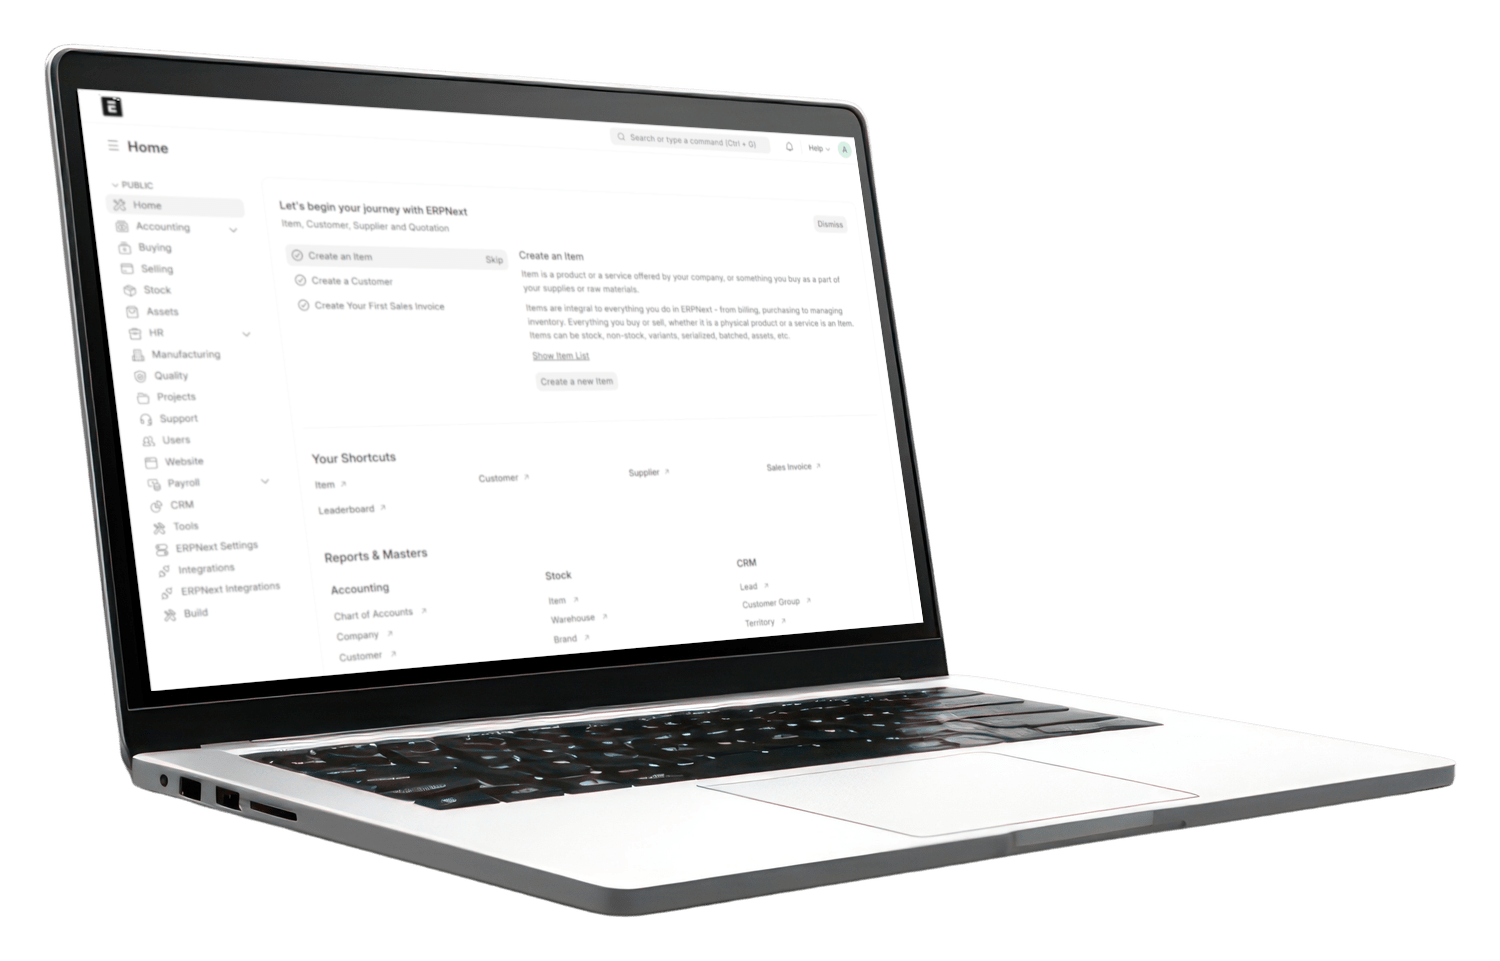 E
Home
Search or type a command (Ctrl + G)
Help
A
PUBLIC
Home
Accounting
Buying
Selling
Stock
Assets
HR
Manufacturing
Quality
Projects
Support
Users
Website
Payroll
CRM
Tools
ERPNext Settings
Integrations
ERPNext Integrations
Build
Let's begin your journey with ERPNext
Item, Customer, Supplier and Quotation
Dismiss
Create an Item
Skip
Create a Customer
Create Your First Sales Invoice
Create an Item
Item is a product or a service offered by your company, or something you buy as a part of
your supplies or raw materials.
Items are integral to everything you do in ERPNext - from billing, purchasing to managing
inventory. Everything you buy or sell, whether it is a physical product or a service is an Item.
Items can be stock, non-stock, variants, serialized, batched, assets, etc.
Show Item List
Create a new Item
Your Shortcuts
Item
Customer
Supplier
Sales Invoice
Leaderboard
Reports & Masters
Accounting
Chart of Accounts
Company
Customer
Stock
Item
Warehouse
Brand
CRM
Lead
Customer Group
Territory